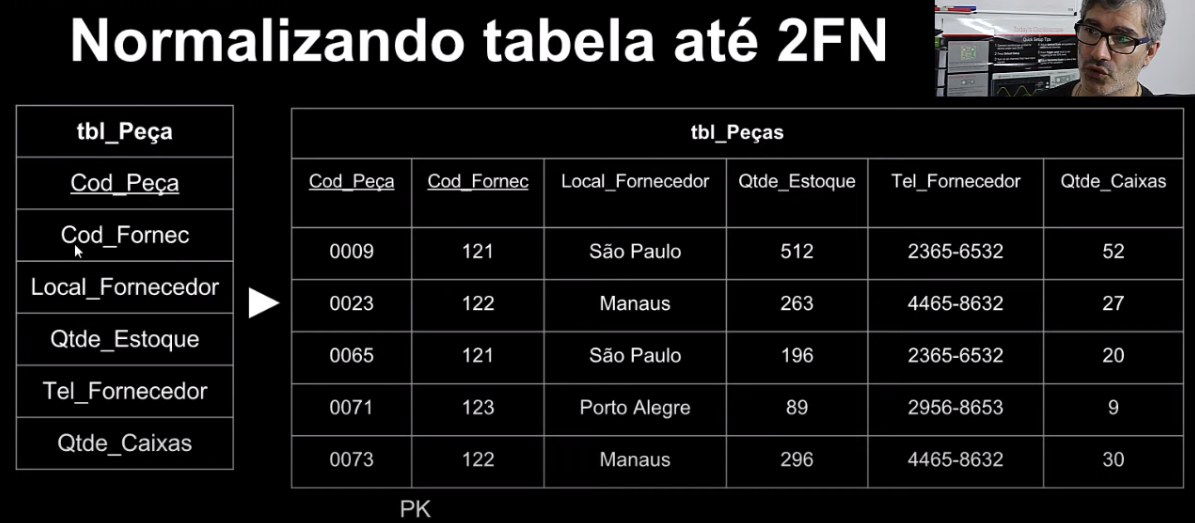 Normalizando tabela até 2FN
tbl_Peça
Cod_Peça
Cod_Fornec
Local_Fornecedor
Qtde_Estoque
Tel_Fornecedor
Qtde_Caixas
tbl_Peças
Cod_Peça Cod_Fornec Local_Fornecedor Qtde_Estoque Tel_Fornecedor Qtde_Caixas
0009 121 São Paulo 512 2365-6532 52
0023 122 Manaus 263 4465-8632 27
0065 121 São Paulo 196 2365-6532 20
0071 123 Porto Alegre 89 2956-8653 9
0073 122 Manaus 296 4465-8632 30
PK
Quick Setup Tips